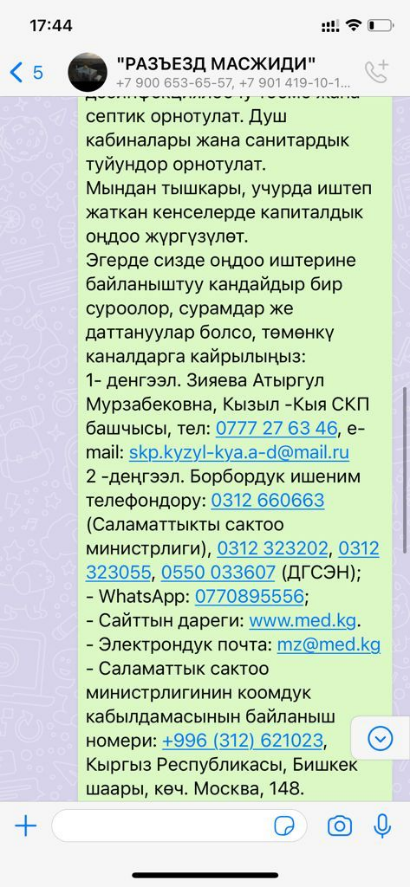 17:44
5
"РАЗЪЕЗД МАСЖИДИ"
+7 900 653-65-57, +7 901 419-10-1...
септик орнотулат. Душ
кабиналары жана санитардык
туйундор орнотулат.
Мындан тышкары, учурда иштеп
жаткан кенселерде капиталдык
оңдоо жүргүзүлөт.
Эгерде сизде оңдоо иштерине
байланыштуу кандайдыр бир
суроолор, сурамдар же
даттануулар болсо, төмөнкү
каналдарга кайрылыңыз:
1- денгээл. Зияева Атыргул
Мурзабековна, Кызыл -Кыя СКП
башчысы, тел: 0777 27 63 46, e-
mail: skp.kyzyl-kya.a-d@mail.ru
2 -деңгээл. Борбордук ишеним
телефондору: 0312 660663
(Саламаттыкты сактоо
министрлиги), 0312 323202, 0312
323055, 0550 033607 (ДГСЭН);
- WhatsApp: 0770895556;
- Сайттын дареги: www.med.kg.
- Электрондук почта: mz@med.kg
- Саламаттык сактоо
министрлигинин коомдук
кабылдамасынын байланыш
номери: +996 (312) 621023,
Кыргыз Республикасы, Бишкек
шаары, көч. Москва, 148.